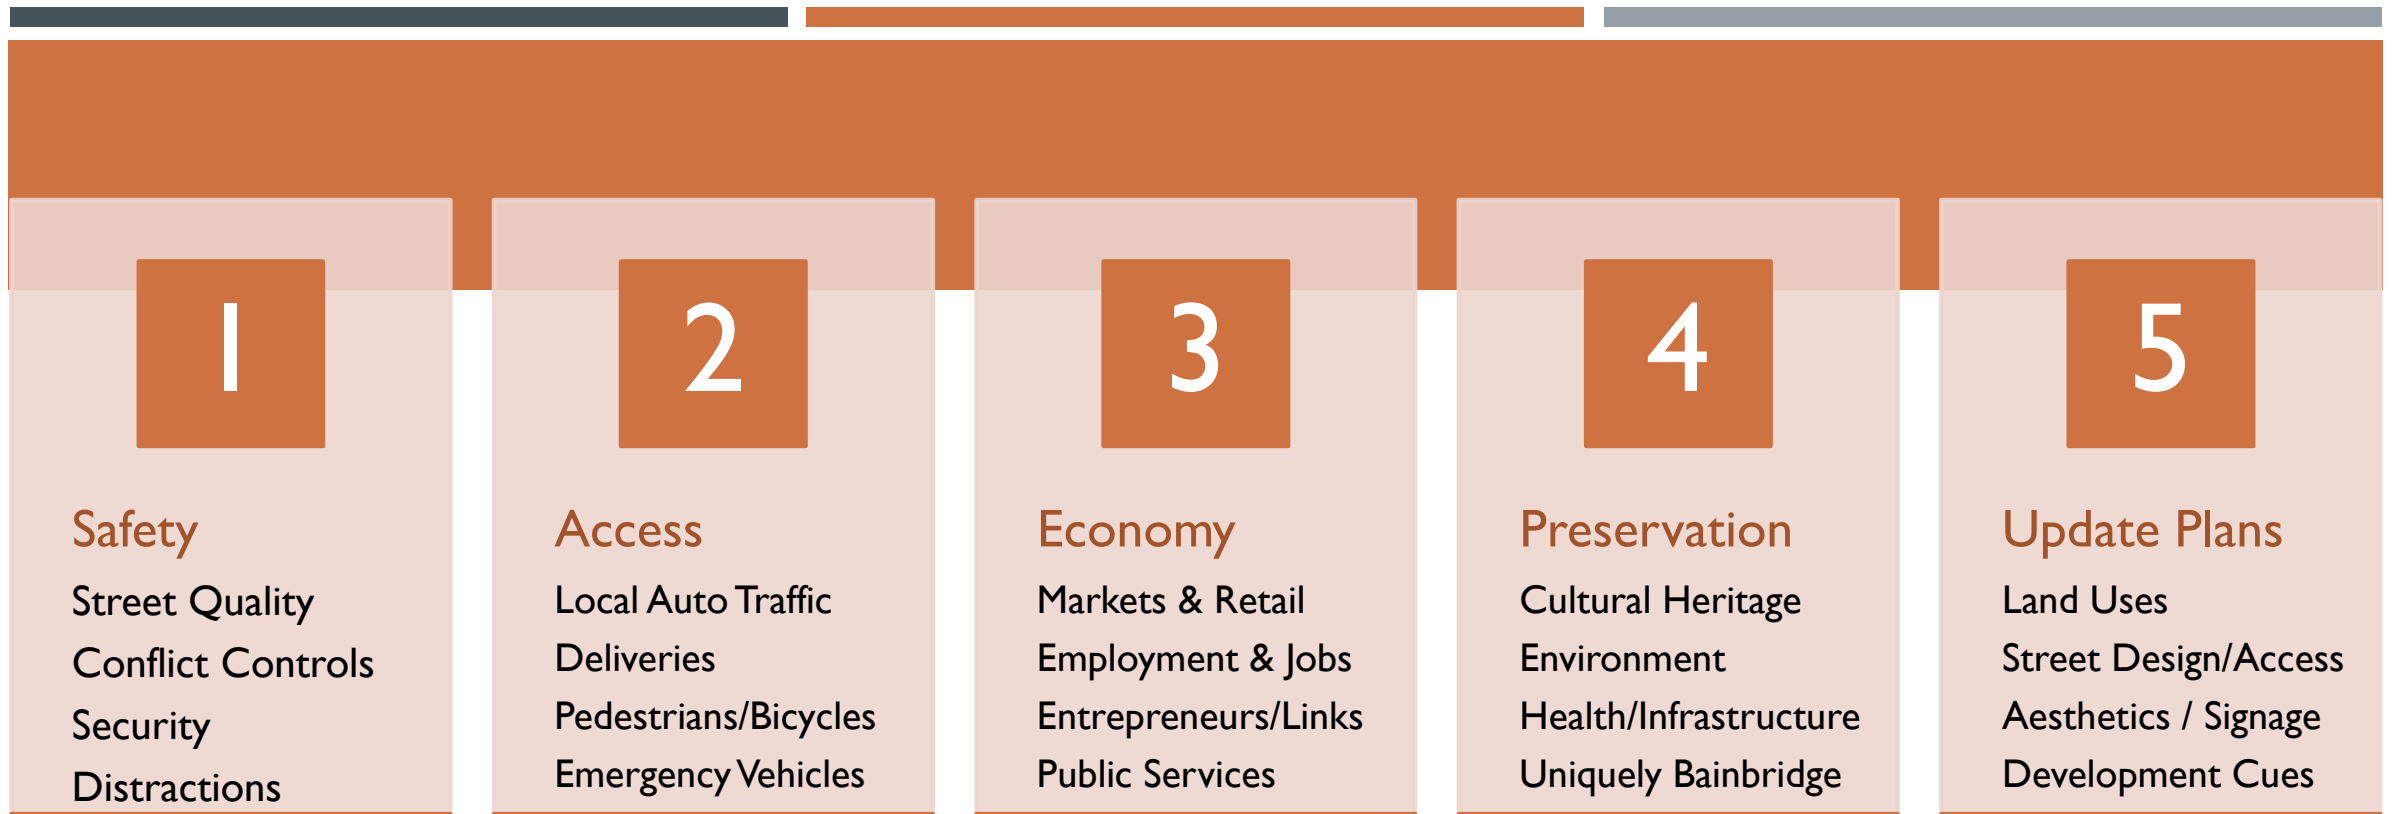 1
Safety
Street Quality
Conflict Controls
Security
Distractions
2
Access
Local Auto Traffic
Deliveries
Pedestrians/Bicycles
Emergency Vehicles
3
Economy
Markets & Retail
Employment & Jobs
Entrepreneurs/Links
Public Services
4
Preservation
Cultural Heritage
Environment
Health/Infrastructure
Uniquely Bainbridge
5
Update Plans
Land Uses
Street Design/Access
Aesthetics / Signage
Development Cues